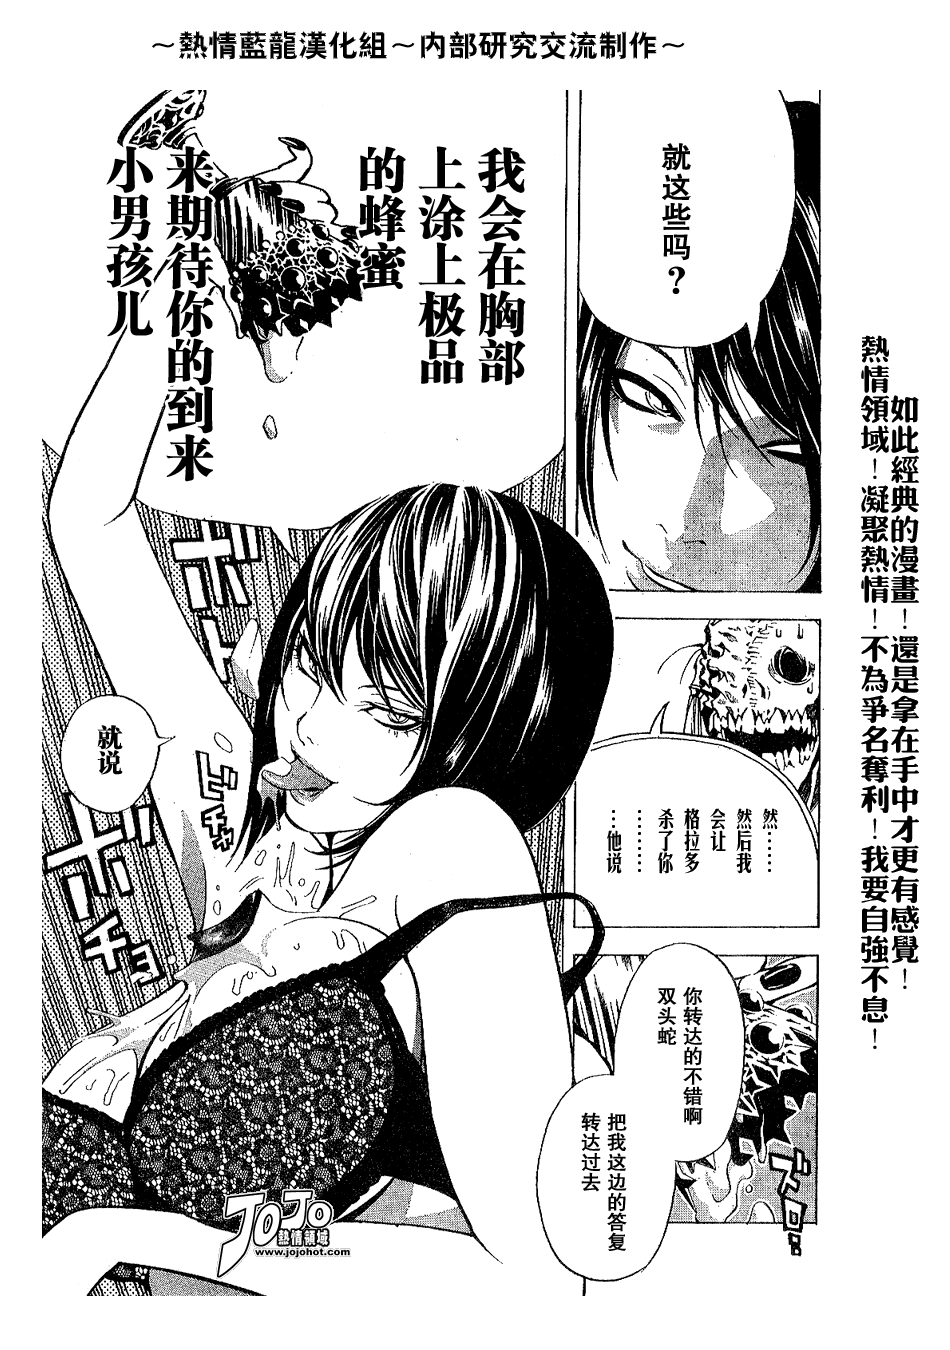 ～熱情藍龍漢化組～内部研究交流制作～
就这些吗？
然……
然后我
会让
格拉多
杀了你
………
…他说
你转达的不错啊
双头蛇
把我这边的答复
转达过去
ズロロ…
我会在胸部
上涂上极品
的蜂蜜
来期待你的到来
小男孩儿
就说
ボト
ビチャ
ボチョ
如此經典的漫畫！還是拿在手中才更有感覺！
熱情領域！凝聚熱情！不為爭名奪利！我要自強不息！
JOJO
熱情領域
www.jojohot.com